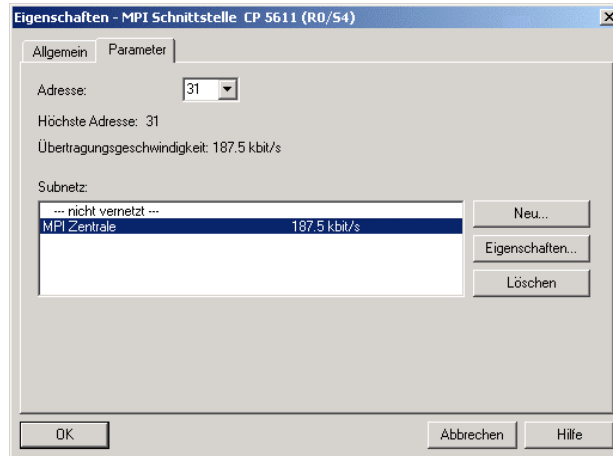 Eigenschaften - MPI Schnittstelle CP 5611 (R0/S4)
Allgemein Parameter
Adresse: 31
Höchste Adresse: 31
Übertragungsgeschwindigkeit: 187.5 kbit/s
Subnetz:
--- nicht vernetzt ---
MPI Zentrale 187.5 kbit/s
Neu...
Eigenschaften...
Löschen
OK Abbrechen Hilfe